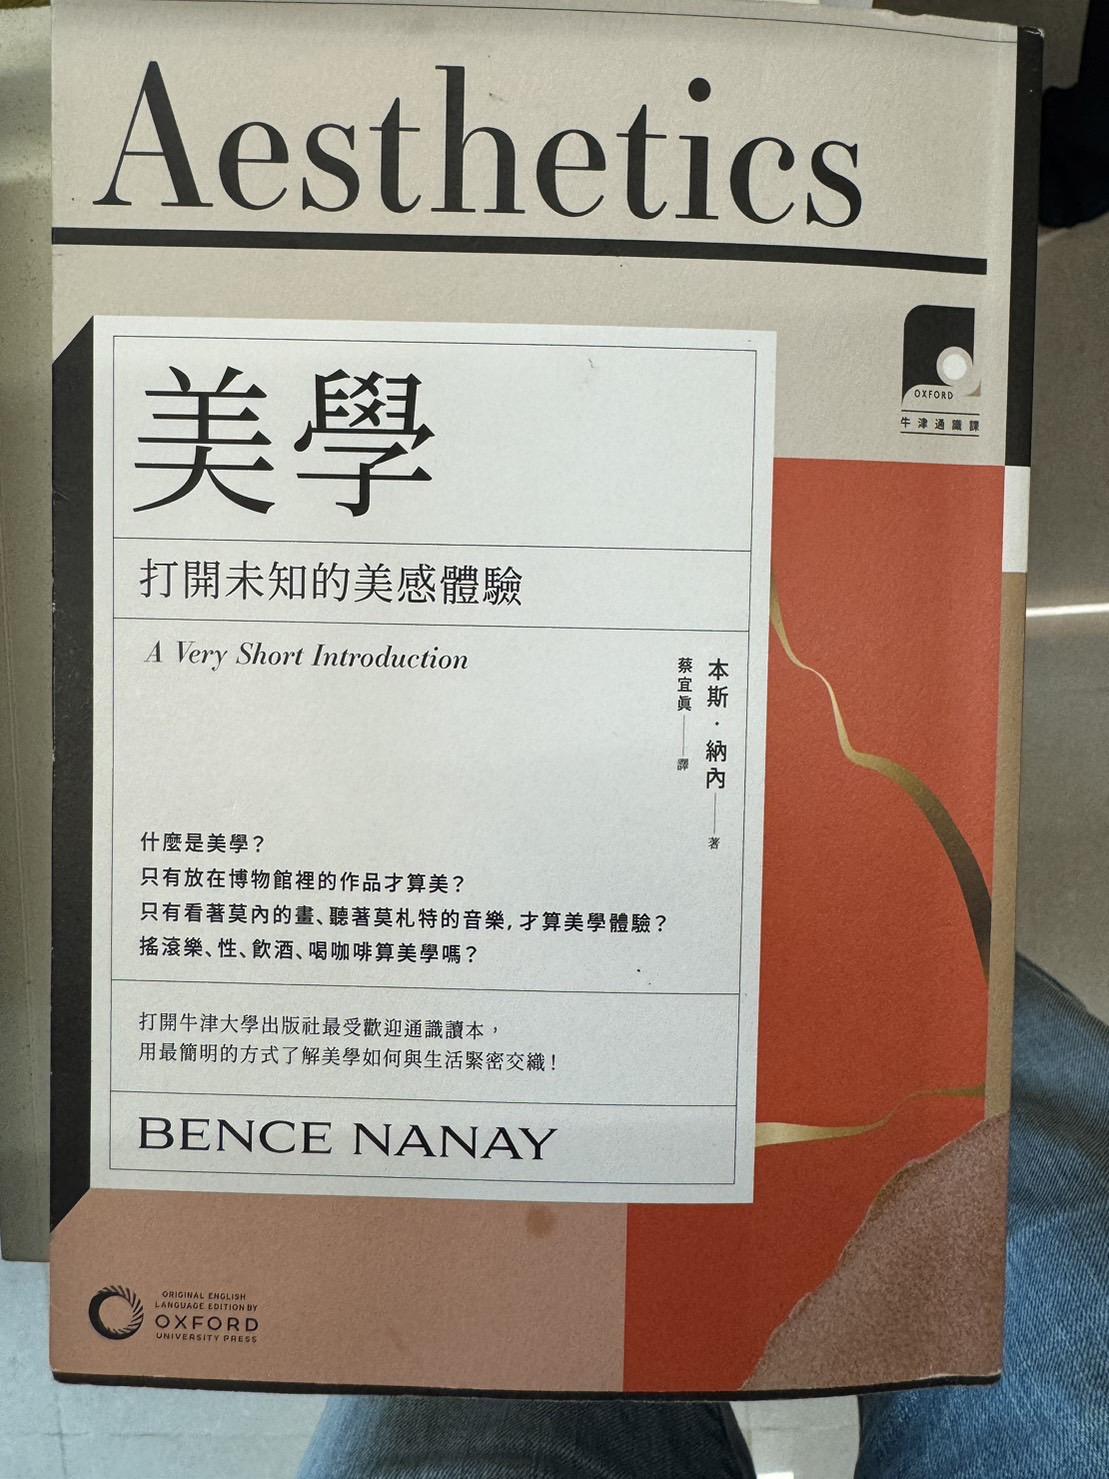 Aesthetics
OXFORD
牛津通識課
美學
打開未知的美感體驗
A Very Short Introduction
本斯・納內——著
蔡宜真——譯
什麼是美學？
只有放在博物館裡的作品才算美？
只有看著莫內的畫、聽著莫札特的音樂，才算美學體驗？
搖滾樂、性、飲酒、喝咖啡算美學嗎？
打開牛津大學出版社最受歡迎通識讀本，
用最簡明的方式了解美學如何與生活緊密交織！
BENCE NANAY
ORIGINAL ENGLISH
LANGUAGE EDITION BY
OXFORD
UNIVERSITY PRESS